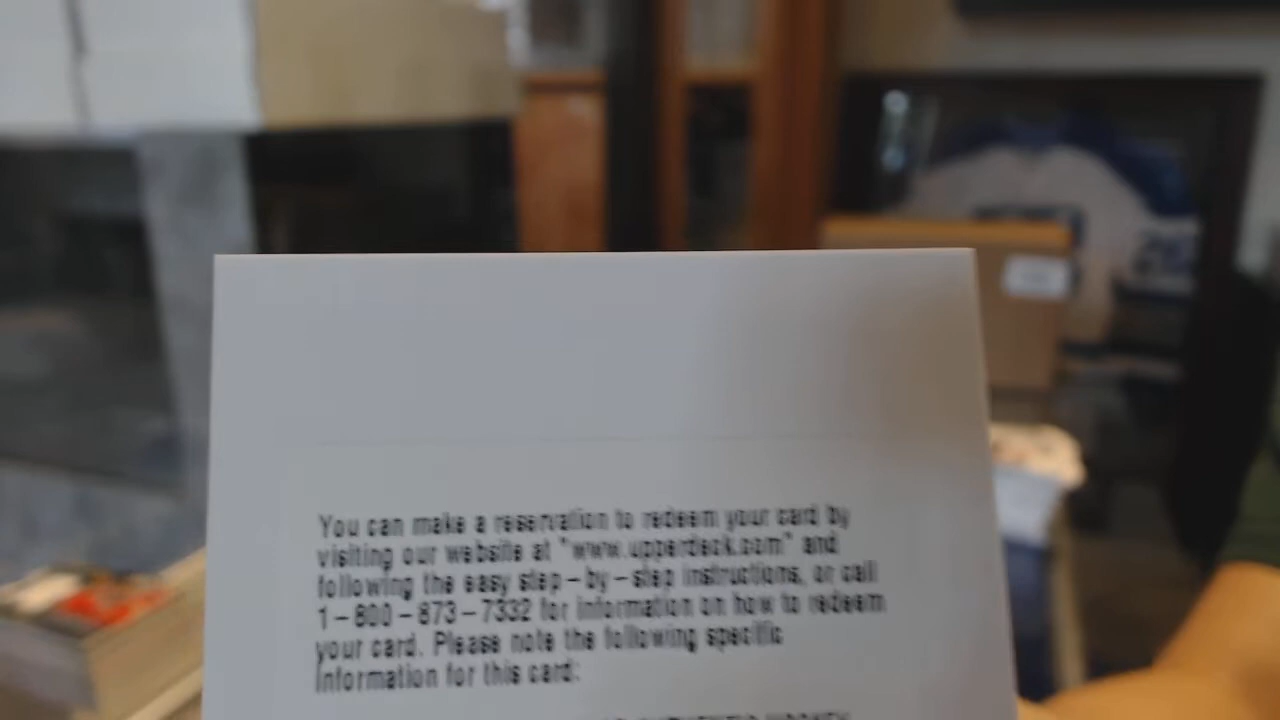 You can make a reservation to redeem your card by
visiting our website at "www.upperdeck.com" and
following the easy step-by-step instructions, or call
1-800-873-7332 for information on how to redeem
your card. Please note the following specific
information for this card:
HOCKEY